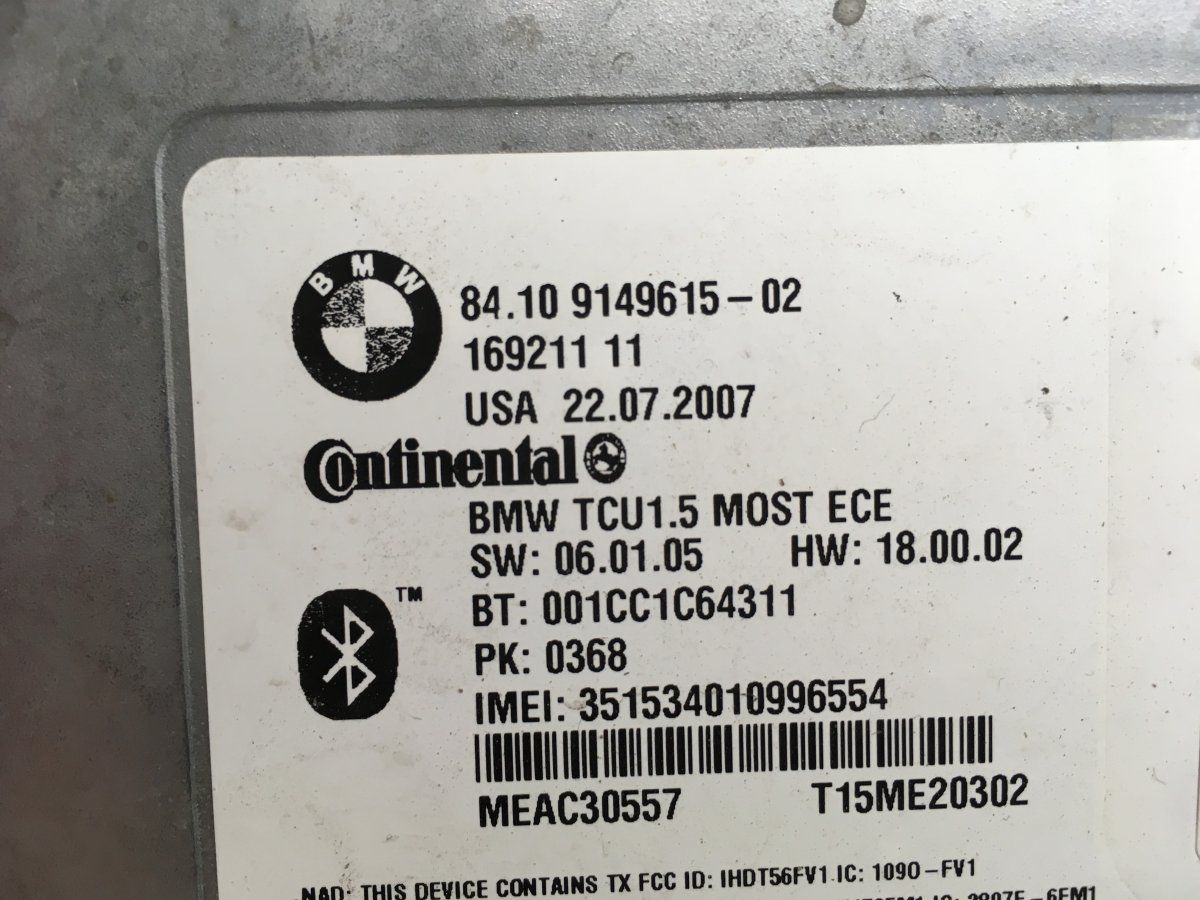 BMW
84.10 9149615-02
169211 11
USA 22.07.2007
Continental
BMW TCU1.5 MOST ECE
SW: 06.01.05 HW: 18.00.02
TM
BT: 001CC1C64311
PK: 0368
IMEI: 351534010996554
MEAC30557 T15ME20302
NAD: THIS DEVICE CONTAINS TX FCC ID: IHDT56FV1 IC: 1090-FV1